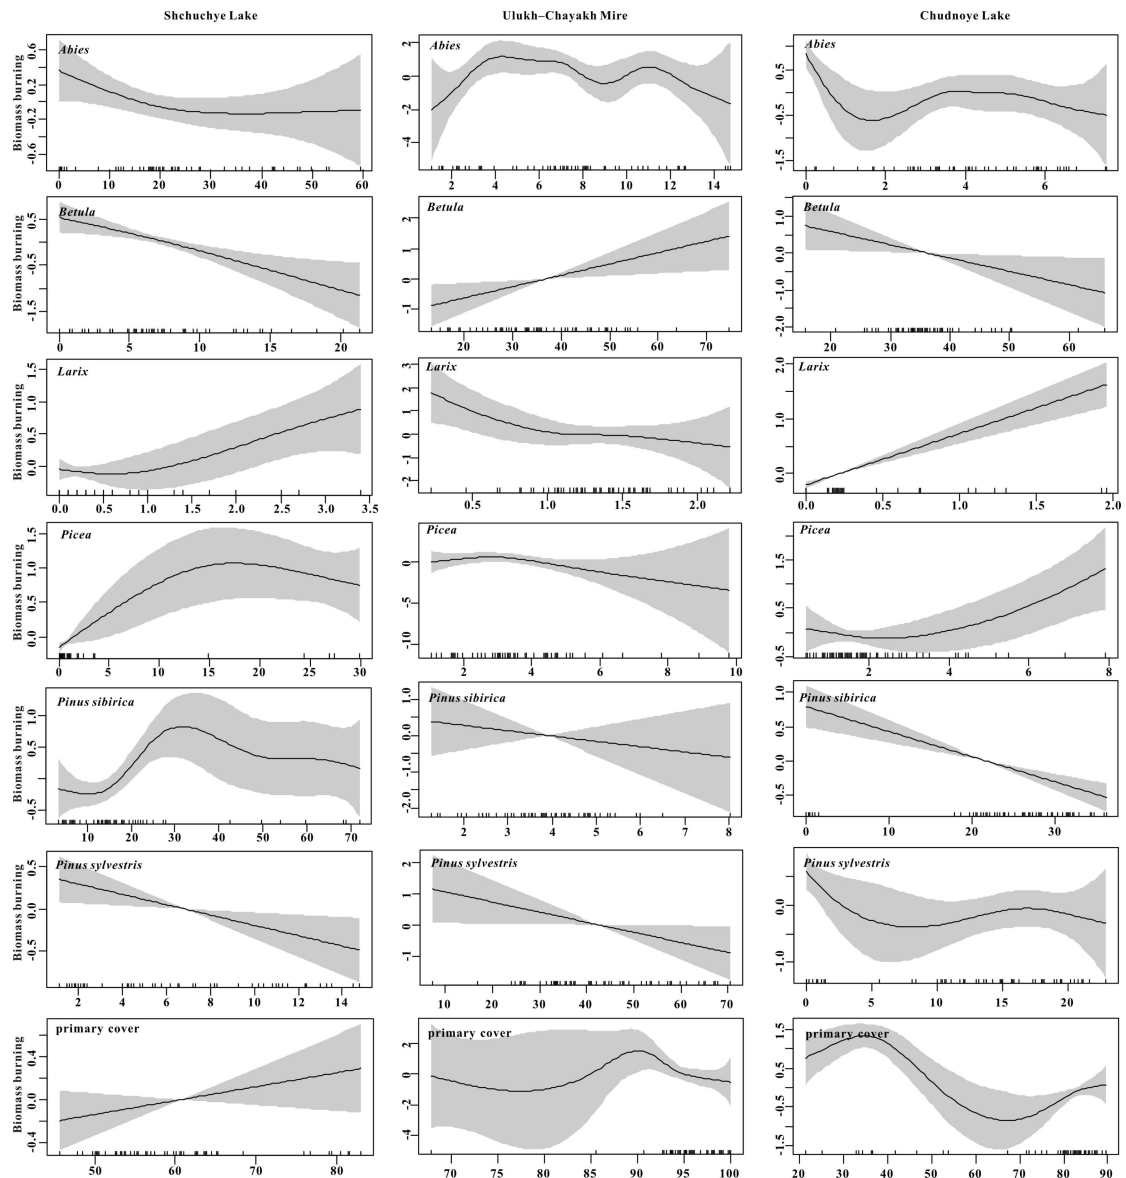 Shchuchye Lake Ulukh–Chayakh Mire Chudnoye Lake
Biomass burning
Abies Abies Abies
0.6 0.2 -0.2 -0.6
2 0 -2 -4
0.5 -0.5 -1.5
0 10 20 30 40 50 60
2 4 6 8 10 12 14
0 2 4 6
Biomass burning
Betula Betula Betula
0.5 -0.5 -1.5
2 1 0 -1
1.0 0.0 -1.0 -2.0
0 5 10 15 20
20 30 40 50 60 70
20 30 40 50 60
Biomass burning
Larix Larix Larix
1.5 1.0 0.5 0.0
3 2 1 0 -1 -2
2.0 1.0 0.0
0.0 0.5 1.0 1.5 2.0 2.5 3.0 3.5
0.5 1.0 1.5 2.0
0.0 0.5 1.0 1.5 2.0
Biomass burning
Picea Picea Picea
1.5 1.0 0.5 0.0
0 -5 -10
1.5 0.5 -0.5
0 5 10 15 20 25 30
2 4 6 8 10
2 4 6 8
Biomass burning
Pinus sibirica Pinus sibirica Pinus sibirica
1.0 0.5 -0.5
1.0 0.0 -1.0 -2.0
1.0 0.5 0.0 -0.5
10 20 30 40 50 60 70
2 3 4 5 6 7 8
0 10 20 30
Biomass burning
Pinus sylvestris Pinus sylvestris Pinus sylvestris
0.5 0.0 -0.5
2 1 0 -1
0.0 -1.0
2 4 6 8 10 12 14
10 20 30 40 50 60 70
0 5 10 15 20
Biomass burning
primary cover primary cover primary cover
0.4 0.0 -0.4
2 0 -2 -4
1.5 0.5 -0.5 -1.5
50 60 70 80
70 75 80 85 90 95 100
20 30 40 50 60 70 80 90